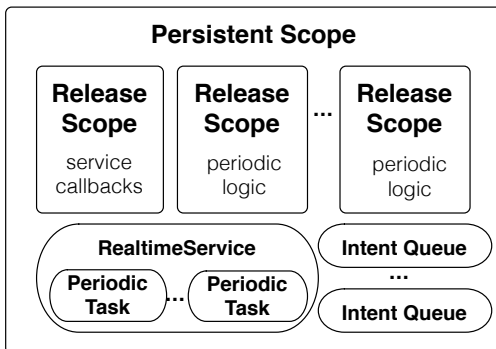 Persistent Scope
Release Scope
service callbacks
Release Scope
periodic logic
...
Release Scope
periodic logic
RealtimeService
Periodic Task
...
Periodic Task
Intent Queue
...
Intent Queue